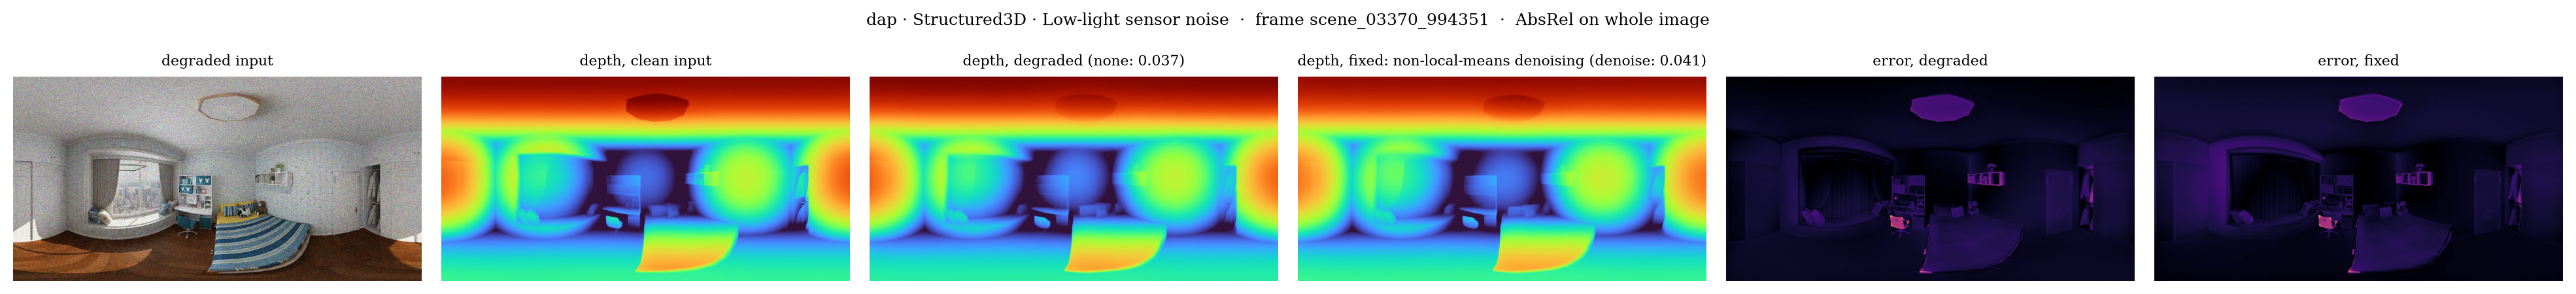 dap · Structured3D · Low-light sensor noise · frame scene_03370_994351 · AbsRel on whole image
degraded input
depth, clean input
depth, degraded (none: 0.037)
depth, fixed: non-local-means denoising (denoise: 0.041)
error, degraded
error, fixed